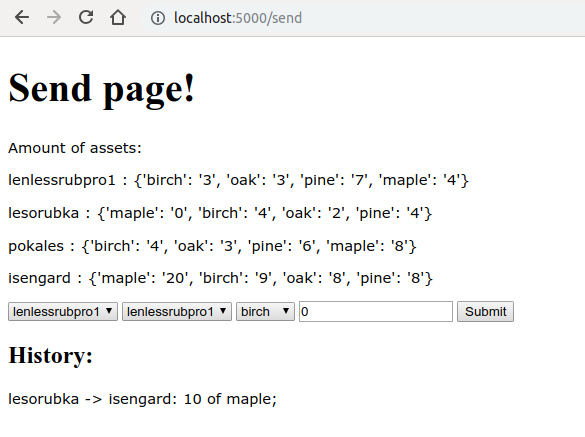 localhost:5000/send
Send page!
Amount of assets:
lenlessrubpro1 : {'birch': '3', 'oak': '3', 'pine': '7', 'maple': '4'}
lesorubka : {'maple': '0', 'birch': '4', 'oak': '2', 'pine': '4'}
pokales : {'birch': '4', 'oak': '3', 'pine': '6', 'maple': '8'}
isengard : {'maple': '20', 'birch': '9', 'oak': '8', 'pine': '8'}
lenlessrubpro1 lenlessrubpro1 birch 0 Submit
History:
lesorubka -> isengard: 10 of maple;